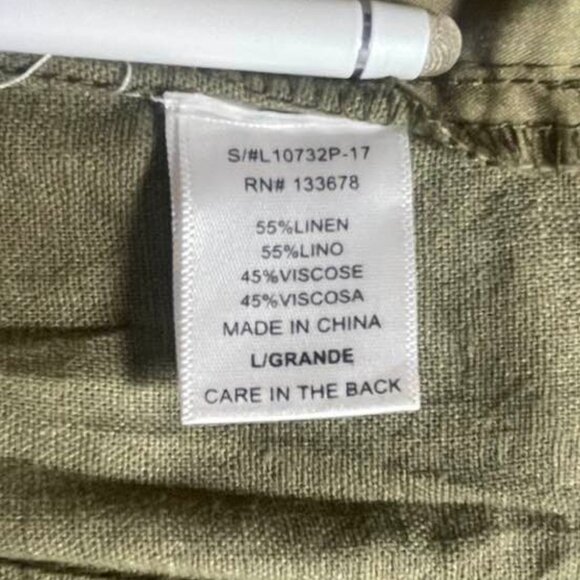 S/#L10732P-17
RN# 133678
55%LINEN
55%LINO
45%VISCOSE
45%VISCOSA
MADE IN CHINA
L/GRANDE
CARE IN THE BACK